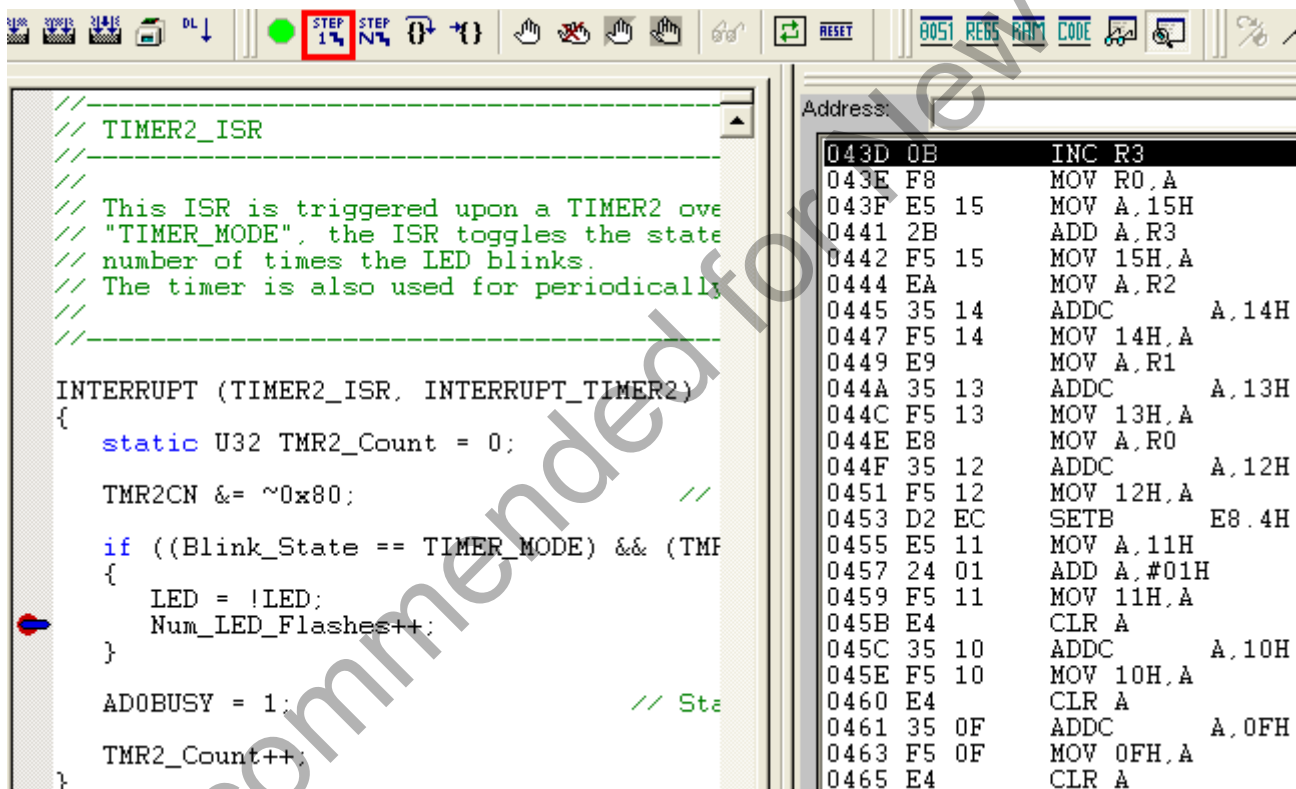 DL
STEP 1 STEP N
RESET
8051 REGS RAM CODE
//
// TIMER2_ISR
//
//
// This ISR is triggered upon a TIMER2 ove
// "TIMER_MODE", the ISR toggles the state
// number of times the LED blinks.
// The timer is also used for periodically
//
//
INTERRUPT (TIMER2_ISR, INTERRUPT_TIMER2)
{
static U32 TMR2_Count = 0;
TMR2CN &= ~0x80; //
if ((Blink_State == TIMER_MODE) && (TMR
{
LED = !LED;
Num_LED_Flashes++;
}
AD0BUSY = 1; // Sta
TMR2_Count++;
}
Address:
043D 0B INC R3
043E F8 MOV R0,A
043F E5 15 MOV A,15H
0441 2B ADD A,R3
0442 F5 15 MOV 15H,A
0444 EA MOV A,R2
0445 35 14 ADDC A,14H
0447 F5 14 MOV 14H,A
0449 E9 MOV A,R1
044A 35 13 ADDC A,13H
044C F5 13 MOV 13H,A
044E E8 MOV A,R0
044F 35 12 ADDC A,12H
0451 F5 12 MOV 12H,A
0453 D2 EC SETB E8.4H
0455 E5 11 MOV A,11H
0457 24 01 ADD A,#01H
0459 F5 11 MOV 11H,A
045B E4 CLR A
045C 35 10 ADDC A,10H
045E F5 10 MOV 10H,A
0460 E4 CLR A
0461 35 0F ADDC A,0FH
0463 F5 0F MOV 0FH,A
0465 E4 CLR A
commended for New